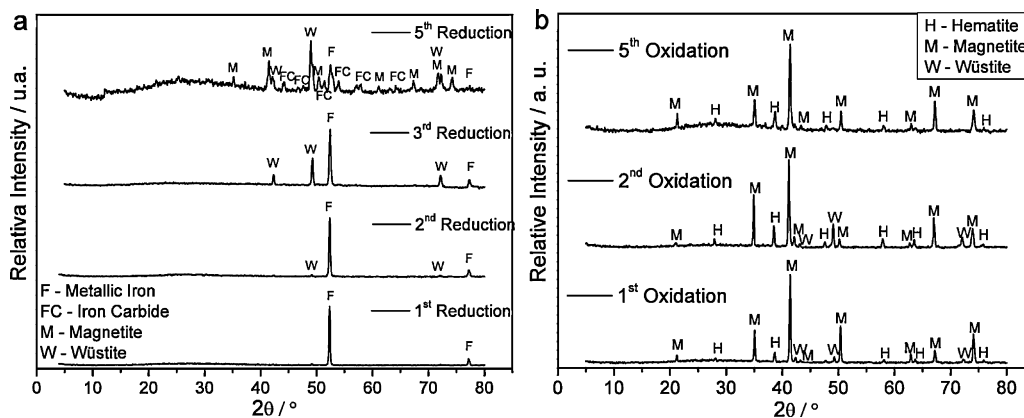 a
5th Reduction
W
M
M
W
FC
FC
M
FC
F
FC
FC
M
FC
M
W
M
M
F
3rd Reduction
W
W
F
W
F
2nd Reduction
W
F
W
F
1st Reduction
F
F
F - Metallic Iron
FC - Iron Carbide
M - Magnetite
W - Wüstite
Relativa Intensity / u.a.
0 10 20 30 40 50 60 70 80
2θ / °
b
H - Hematite
M - Magnetite
W - Wüstite
5th Oxidation
M
H
M
H
M
M
H
M
H
M
M
M
H
2nd Oxidation
M
H
M
H
M
M
W
H
W
M
H
M
H
M
W
M
H
1st Oxidation
M
H
M
H
M
W
M
W
M
H
M
H
M
W
M
H
Relative Intensity / a. u.
0 10 20 30 40 50 60 70 80
2θ / °